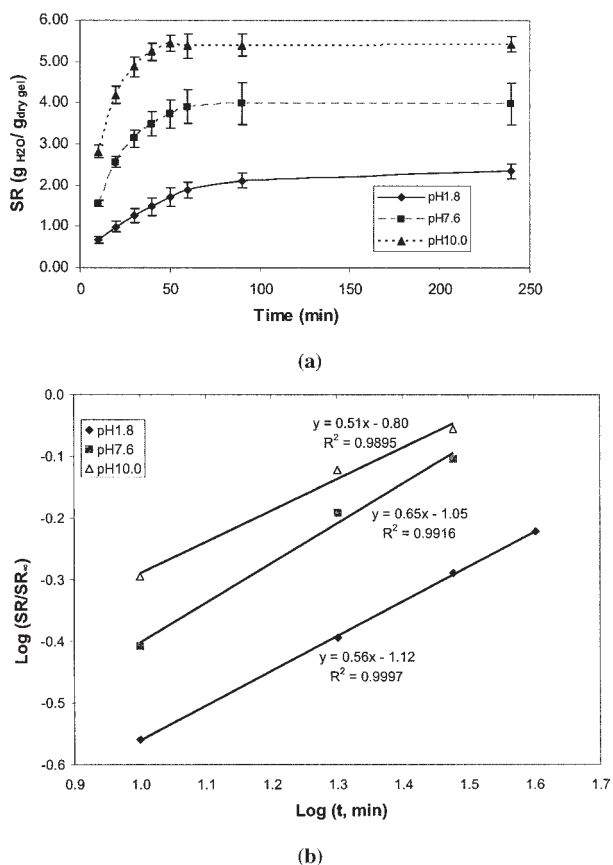 6.00
5.00
4.00
3.00
2.00
1.00
0.00
SR (g H2O/ gdry gel)
pH1.8
pH7.6
pH10.0
0 50 100 150 200 250
Time (min)
(a)
0.0
-0.1
-0.2
-0.3
-0.4
-0.5
-0.6
Log (SR/SR∞)
pH1.8
pH7.6
pH10.0
y = 0.51x - 0.80
R² = 0.9895
y = 0.65x - 1.05
R² = 0.9916
y = 0.56x - 1.12
R² = 0.9997
0.9 1.0 1.1 1.2 1.3 1.4 1.5 1.6 1.7
Log (t, min)
(b)